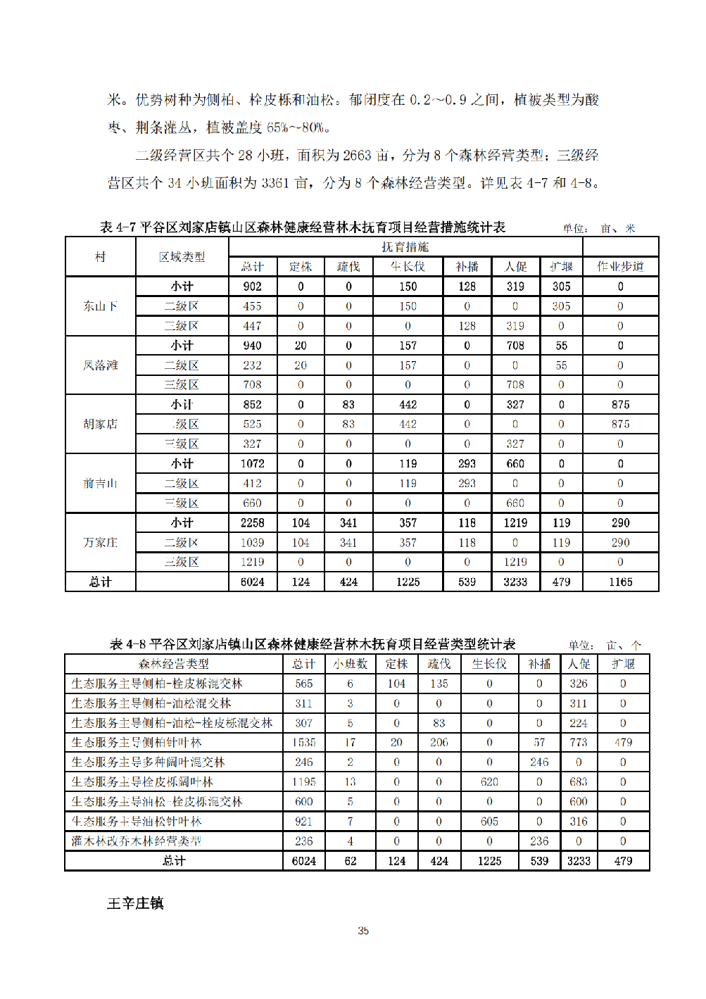 米。优势树种为侧柏、栓皮栎和油松。郁闭度在 0.2～0.9 之间，植被类型为酸
枣、荆条灌丛，植被盖度 65%～80%。
二级经营区共个 28 小班，面积为 2663 亩，分为 8 个森林经营类型；三级经
营区共个 34 小班面积为 3361 亩，分为 8 个森林经营类型。详见表 4-7 和 4-8。
表 4-7 平谷区刘家店镇山区森林健康经营林木抚育项目经营措施统计表 单位： 亩、米
村 区域类型 抚育措施
总计 定株 疏伐 生长伐 补播 人促 扩堰 作业步道
东山下 小计 902 0 0 150 128 319 305 0
二级区 455 0 0 150 0 0 305 0
三级区 447 0 0 0 128 319 0 0
凤落滩 小计 940 20 0 157 0 708 55 0
二级区 232 20 0 157 0 0 55 0
三级区 708 0 0 0 0 708 0 0
胡家店 小计 852 0 83 442 0 327 0 875
二级区 525 0 83 442 0 0 0 875
三级区 327 0 0 0 0 327 0 0
前吉山 小计 1072 0 0 119 293 660 0 0
二级区 412 0 0 119 293 0 0 0
三级区 660 0 0 0 0 660 0 0
万家庄 小计 2258 104 341 357 118 1219 119 290
二级区 1039 104 341 357 118 0 119 290
三级区 1219 0 0 0 0 1219 0 0
总计 6024 124 424 1225 539 3233 479 1165
表 4-8 平谷区刘家店镇山区森林健康经营林木抚育项目经营类型统计表 单位： 亩、个
森林经营类型 总计 小班数 定株 疏伐 生长伐 补播 人促 扩堰
生态服务主导侧柏-栓皮栎混交林 565 6 104 135 0 0 326 0
生态服务主导侧柏-油松混交林 311 3 0 0 0 0 311 0
生态服务主导侧柏-油松-栓皮栎混交林 307 5 0 83 0 0 224 0
生态服务主导侧柏针叶林 1535 17 20 206 0 57 773 479
生态服务主导多种阔叶混交林 246 2 0 0 0 246 0 0
生态服务主导栓皮栎阔叶林 1195 13 0 0 620 0 683 0
生态服务主导油松-栓皮栎混交林 600 5 0 0 0 0 600 0
生态服务主导油松针叶林 921 7 0 0 605 0 316 0
灌木林改乔木林经营类型 236 4 0 0 0 236 0 0
总计 6024 62 124 424 1225 539 3233 479
王辛庄镇
35